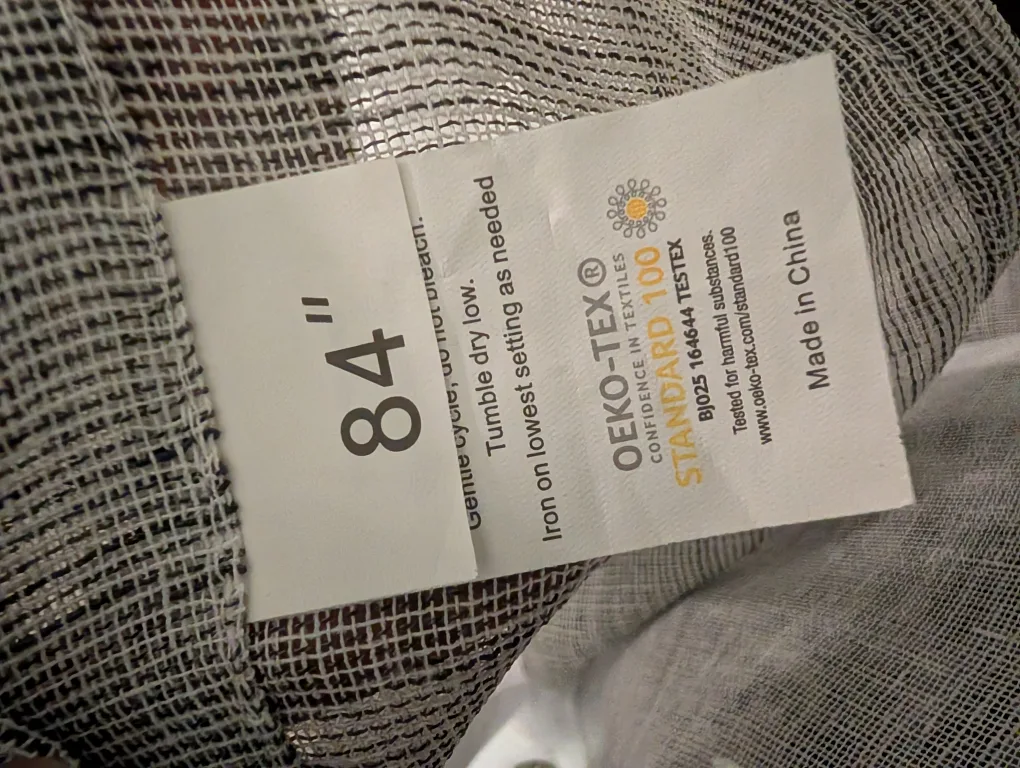 84"
Gentle cycle, do not bleach.
Tumble dry low.
Iron on lowest setting as needed
OEKO-TEX®
CONFIDENCE IN TEXTILES
STANDARD 100
BJ025 164644 TESTEX
Tested for harmful substances.
www.oeko-tex.com/standard100
Made in China